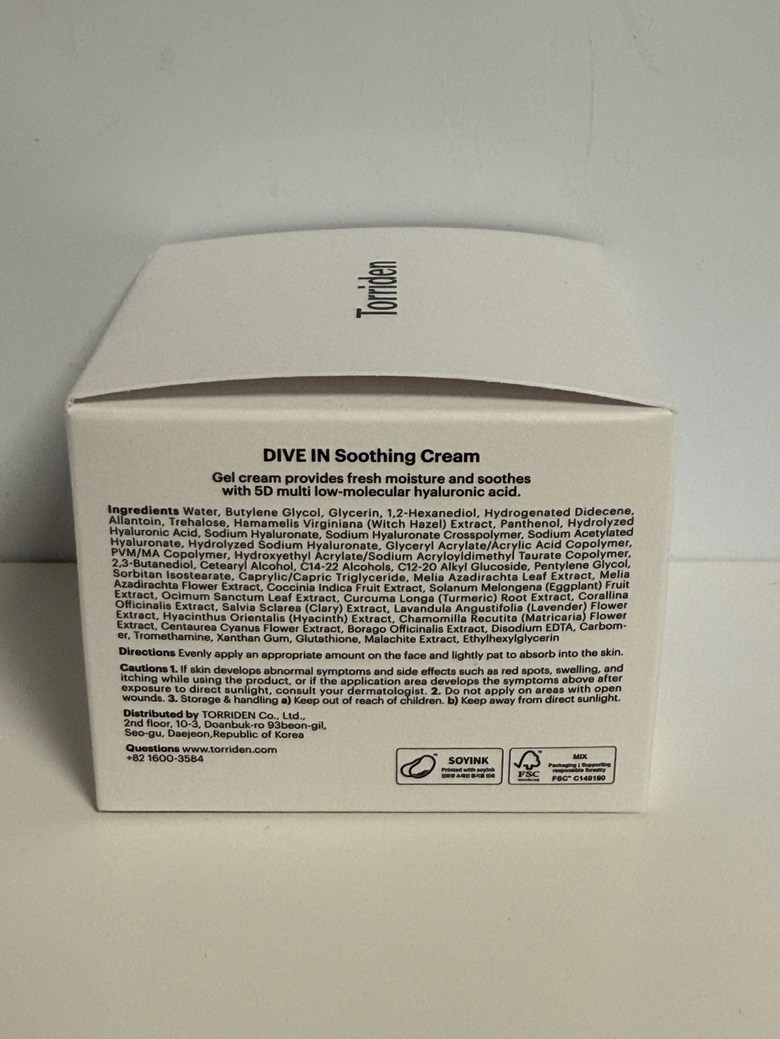 Torriden
DIVE IN Soothing Cream
Gel cream provides fresh moisture and soothes
with 5D multi low-molecular hyaluronic acid.
Ingredients Water, Butylene Glycol, Glycerin, 1,2-Hexanediol, Hydrogenated Didecene,
Allantoin, Trehalose, Hamamelis Virginiana (Witch Hazel) Extract, Panthenol, Hydrolyzed
Hyaluronic Acid, Sodium Hyaluronate, Sodium Hyaluronate Crosspolymer, Sodium Acetylated
Hyaluronate, Hydrolyzed Sodium Hyaluronate, Glyceryl Acrylate/Acrylic Acid Copolymer,
PVM/MA Copolymer, Hydroxyethyl Acrylate/Sodium Acryloyldimethyl Taurate Copolymer,
2,3-Butanediol, Cetearyl Alcohol, C14-22 Alcohols, C12-20 Alkyl Glucoside, Pentylene Glycol,
Sorbitan Isostearate, Caprylic/Capric Triglyceride, Melia Azadirachta Leaf Extract, Melia
Azadirachta Flower Extract, Coccinia Indica Fruit Extract, Solanum Melongena (Eggplant) Fruit
Extract, Ocimum Sanctum Leaf Extract, Curcuma Longa (Turmeric) Root Extract, Corallina
Officinalis Extract, Salvia Sclarea (Clary) Extract, Lavandula Angustifolia (Lavender) Flower
Extract, Hyacinthus Orientalis (Hyacinth) Extract, Chamomilla Recutita (Matricaria) Flower
Extract, Centaurea Cyanus Flower Extract, Borago Officinalis Extract, Disodium EDTA, Carbom-
er, Tromethamine, Xanthan Gum, Glutathione, Malachite Extract, Ethylhexylglycerin
Directions Evenly apply an appropriate amount on the face and lightly pat to absorb into the skin.
Cautions 1. If skin develops abnormal symptoms and side effects such as red spots, swelling, and
itching while using the product, or if the application area develops the symptoms above after
exposure to direct sunlight, consult your dermatologist. 2. Do not apply on areas with open
wounds. 3. Storage & handling a) Keep out of reach of children. b) Keep away from direct sunlight.
Distributed by TORRIDEN Co., Ltd.,
2nd floor, 10-3, Doanbuk-ro 93beon-gil,
Seo-gu, Daejeon,Republic of Korea
Questions www.torriden.com
+82 1600-3584
SOYINK
Printed with soyink
FSC
MIX
Packaging | Supporting
responsible forestry
FSC™ C149190